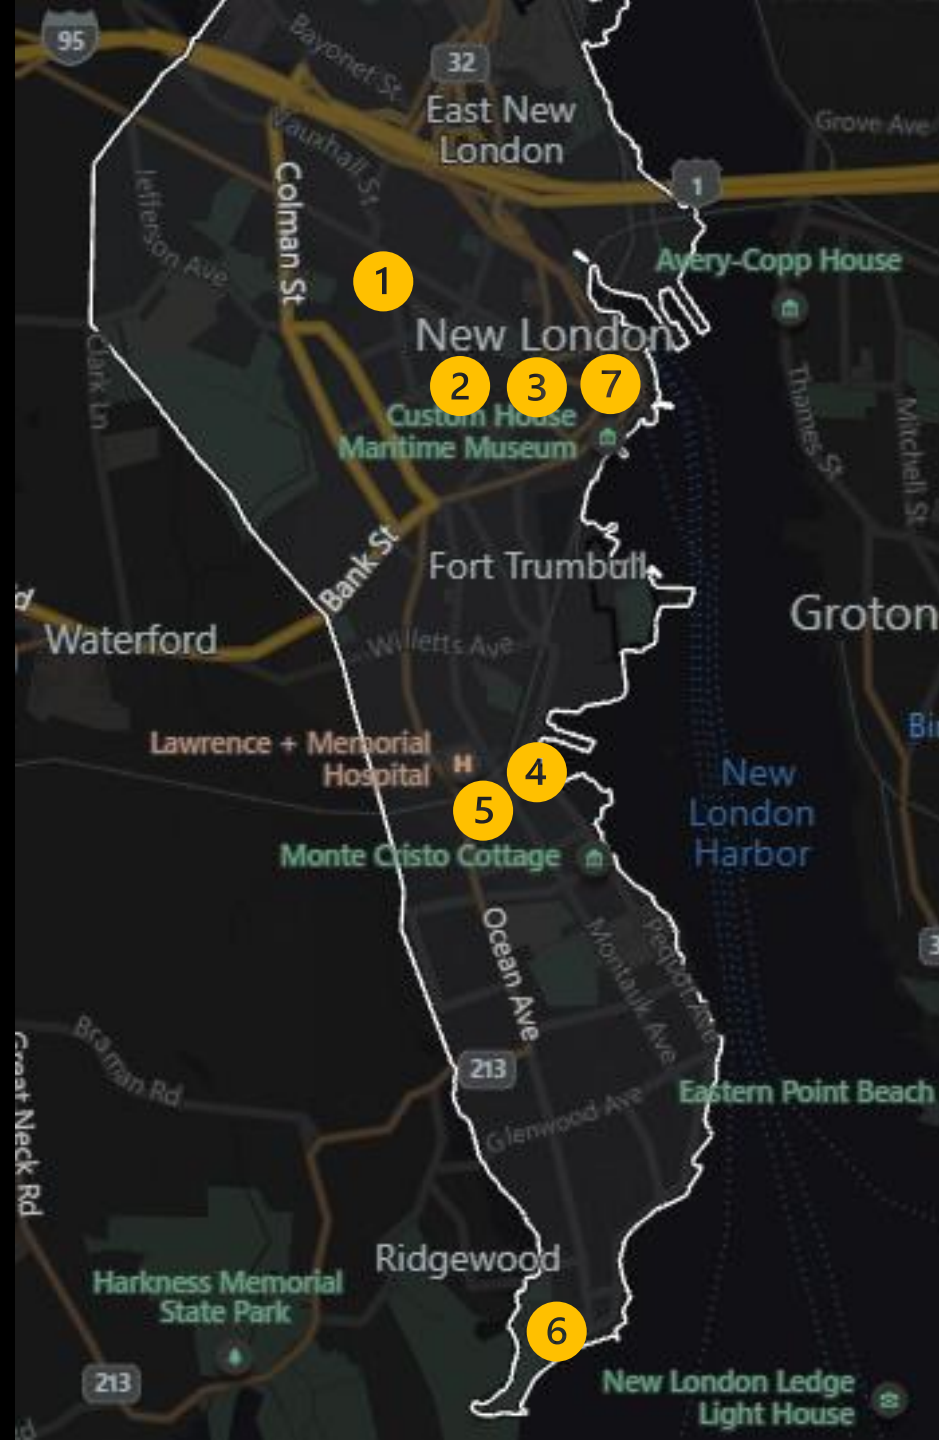 95
Bayonet St
32
East New
London
Grove Ave
Vauxhall St
1
Jefferson Ave
Colman St
Avery-Copp House
1
New London
Clark Ln
2
3
7
Thames St
Mitchell St
Custom House
Maritime Museum
Bank St
Fort Trumbull
Groton
Waterford
Willetts Ave
Lawrence + Memorial
Hospital
H
4
New
London
Harbor
5
Monte Cristo Cottage
Ocean Ave
Montauk Ave
Pequot Ave
Braman Rd
Great Neck Rd
213
Eastern Point Beach
Glenwood Ave
Ridgewood
Harkness Memorial
State Park
6
213
New London Ledge
Light House